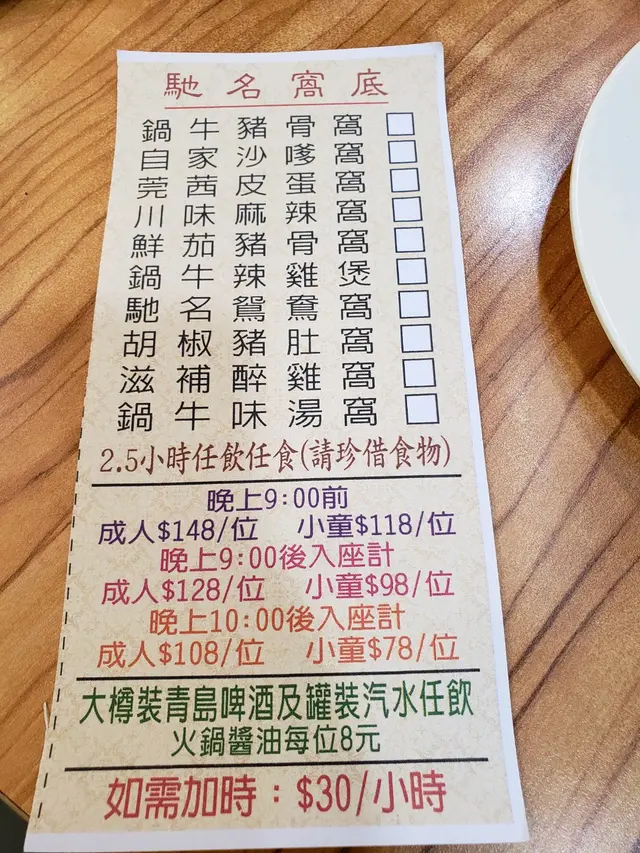 馳名窩底
鍋牛豬骨窩 □
自家沙嗲窩 □
莞茜皮蛋窩 □
川味麻辣窩 □
鮮茄豬骨窩 □
鍋牛辣雞煲 □
馳名鴛鴦窩 □
胡椒豬肚窩 □
滋補醉雞窩 □
鍋牛味湯窩 □
2.5小時任飲任食(請珍借食物)
晚上9:00前
成人$148/位 小童$118/位
晚上9:00後入座計
成人$128/位 小童$98/位
晚上10:00後入座計
成人$108/位 小童$78/位
大樽裝青島啤酒及罐裝汽水任飲
火鍋醬油每位8元
如需加時：$30/小時